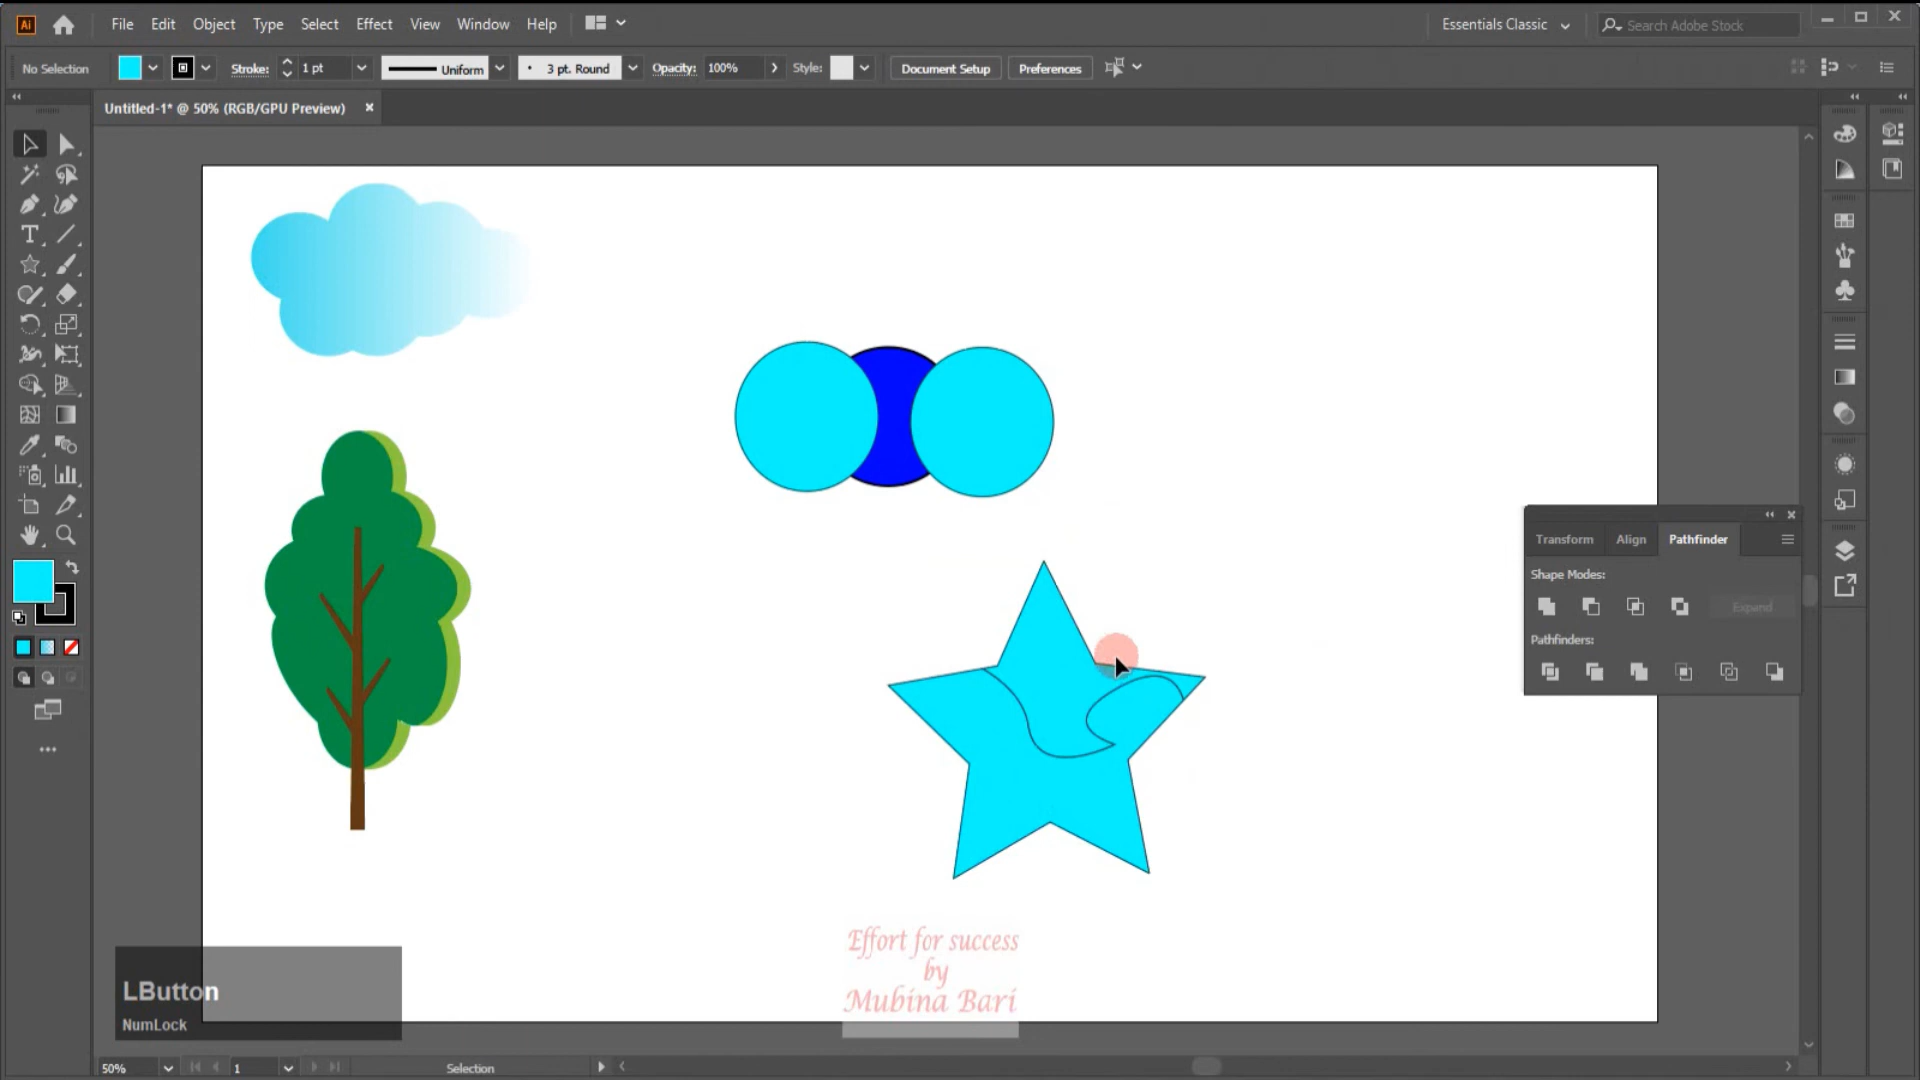 Ai File Edit Object Type Select Effect View Window Help Essentials Classic Search Adobe Stock
No Selection Stroke: 1 pt Uniform 3 pt. Round Opacity: 100% Style: Document Setup Preferences
Untitled-1* @ 50% (RGB/GPU Preview)
Transform Align Pathfinder
Shape Modes:
Expand
Pathfinders:
Effort for success
by
Mubina Bari
LButton
NumLock
50% 1 Selection